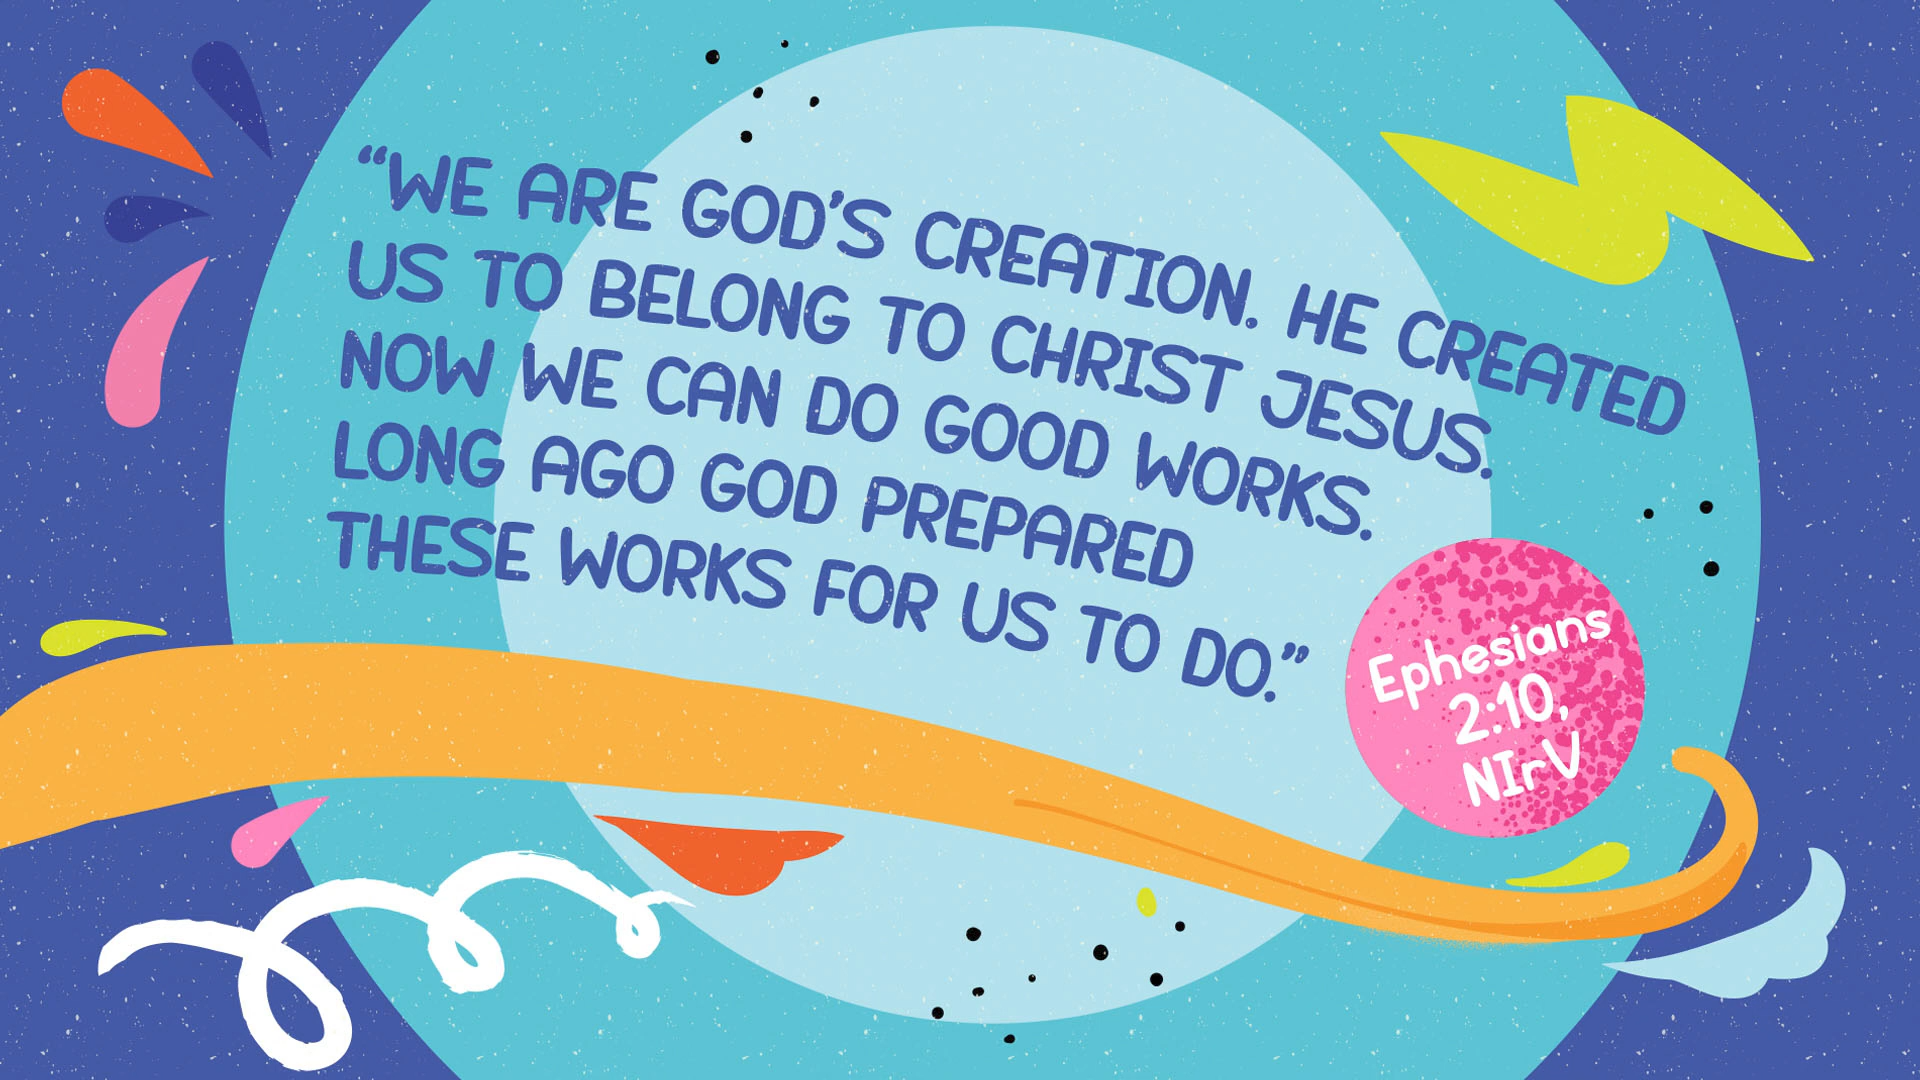 “WE ARE GOD’S CREATION. HE CREATED
US TO BELONG TO CHRIST JESUS.
NOW WE CAN DO GOOD WORKS.
LONG AGO GOD PREPARED
THESE WORKS FOR US TO DO.”
Ephesians
2:10,
NIrV